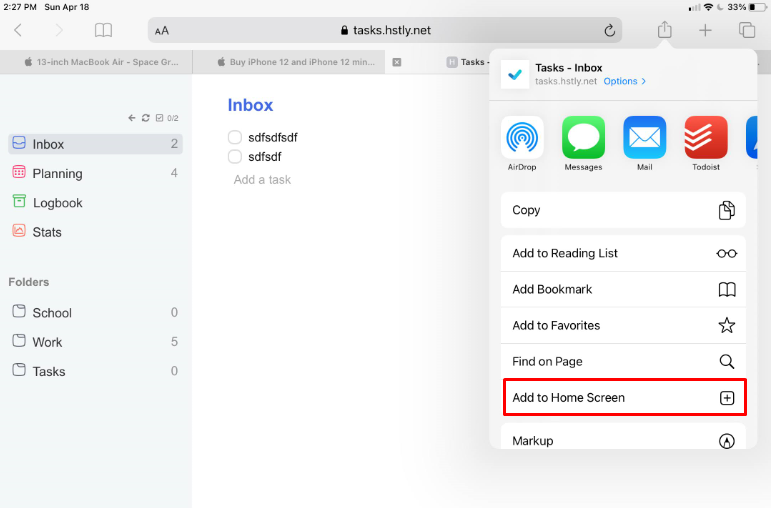 2:27 PM Sun Apr 18
33%
AA
tasks.hstly.net
13-inch MacBook Air - Space Gr...
Buy iPhone 12 and iPhone 12 min...
H Tasks -
0/2
Inbox 2
Planning 4
Logbook
Stats
Folders
School 0
Work 5
Tasks 0
Inbox
sdfsdfsdf
sdfsdf
Add a task
Tasks - Inbox
tasks.hstly.net Options >
AirDrop
Messages
Mail
Todoist
Copy
Add to Reading List
Add Bookmark
Add to Favorites
Find on Page
Add to Home Screen
Markup